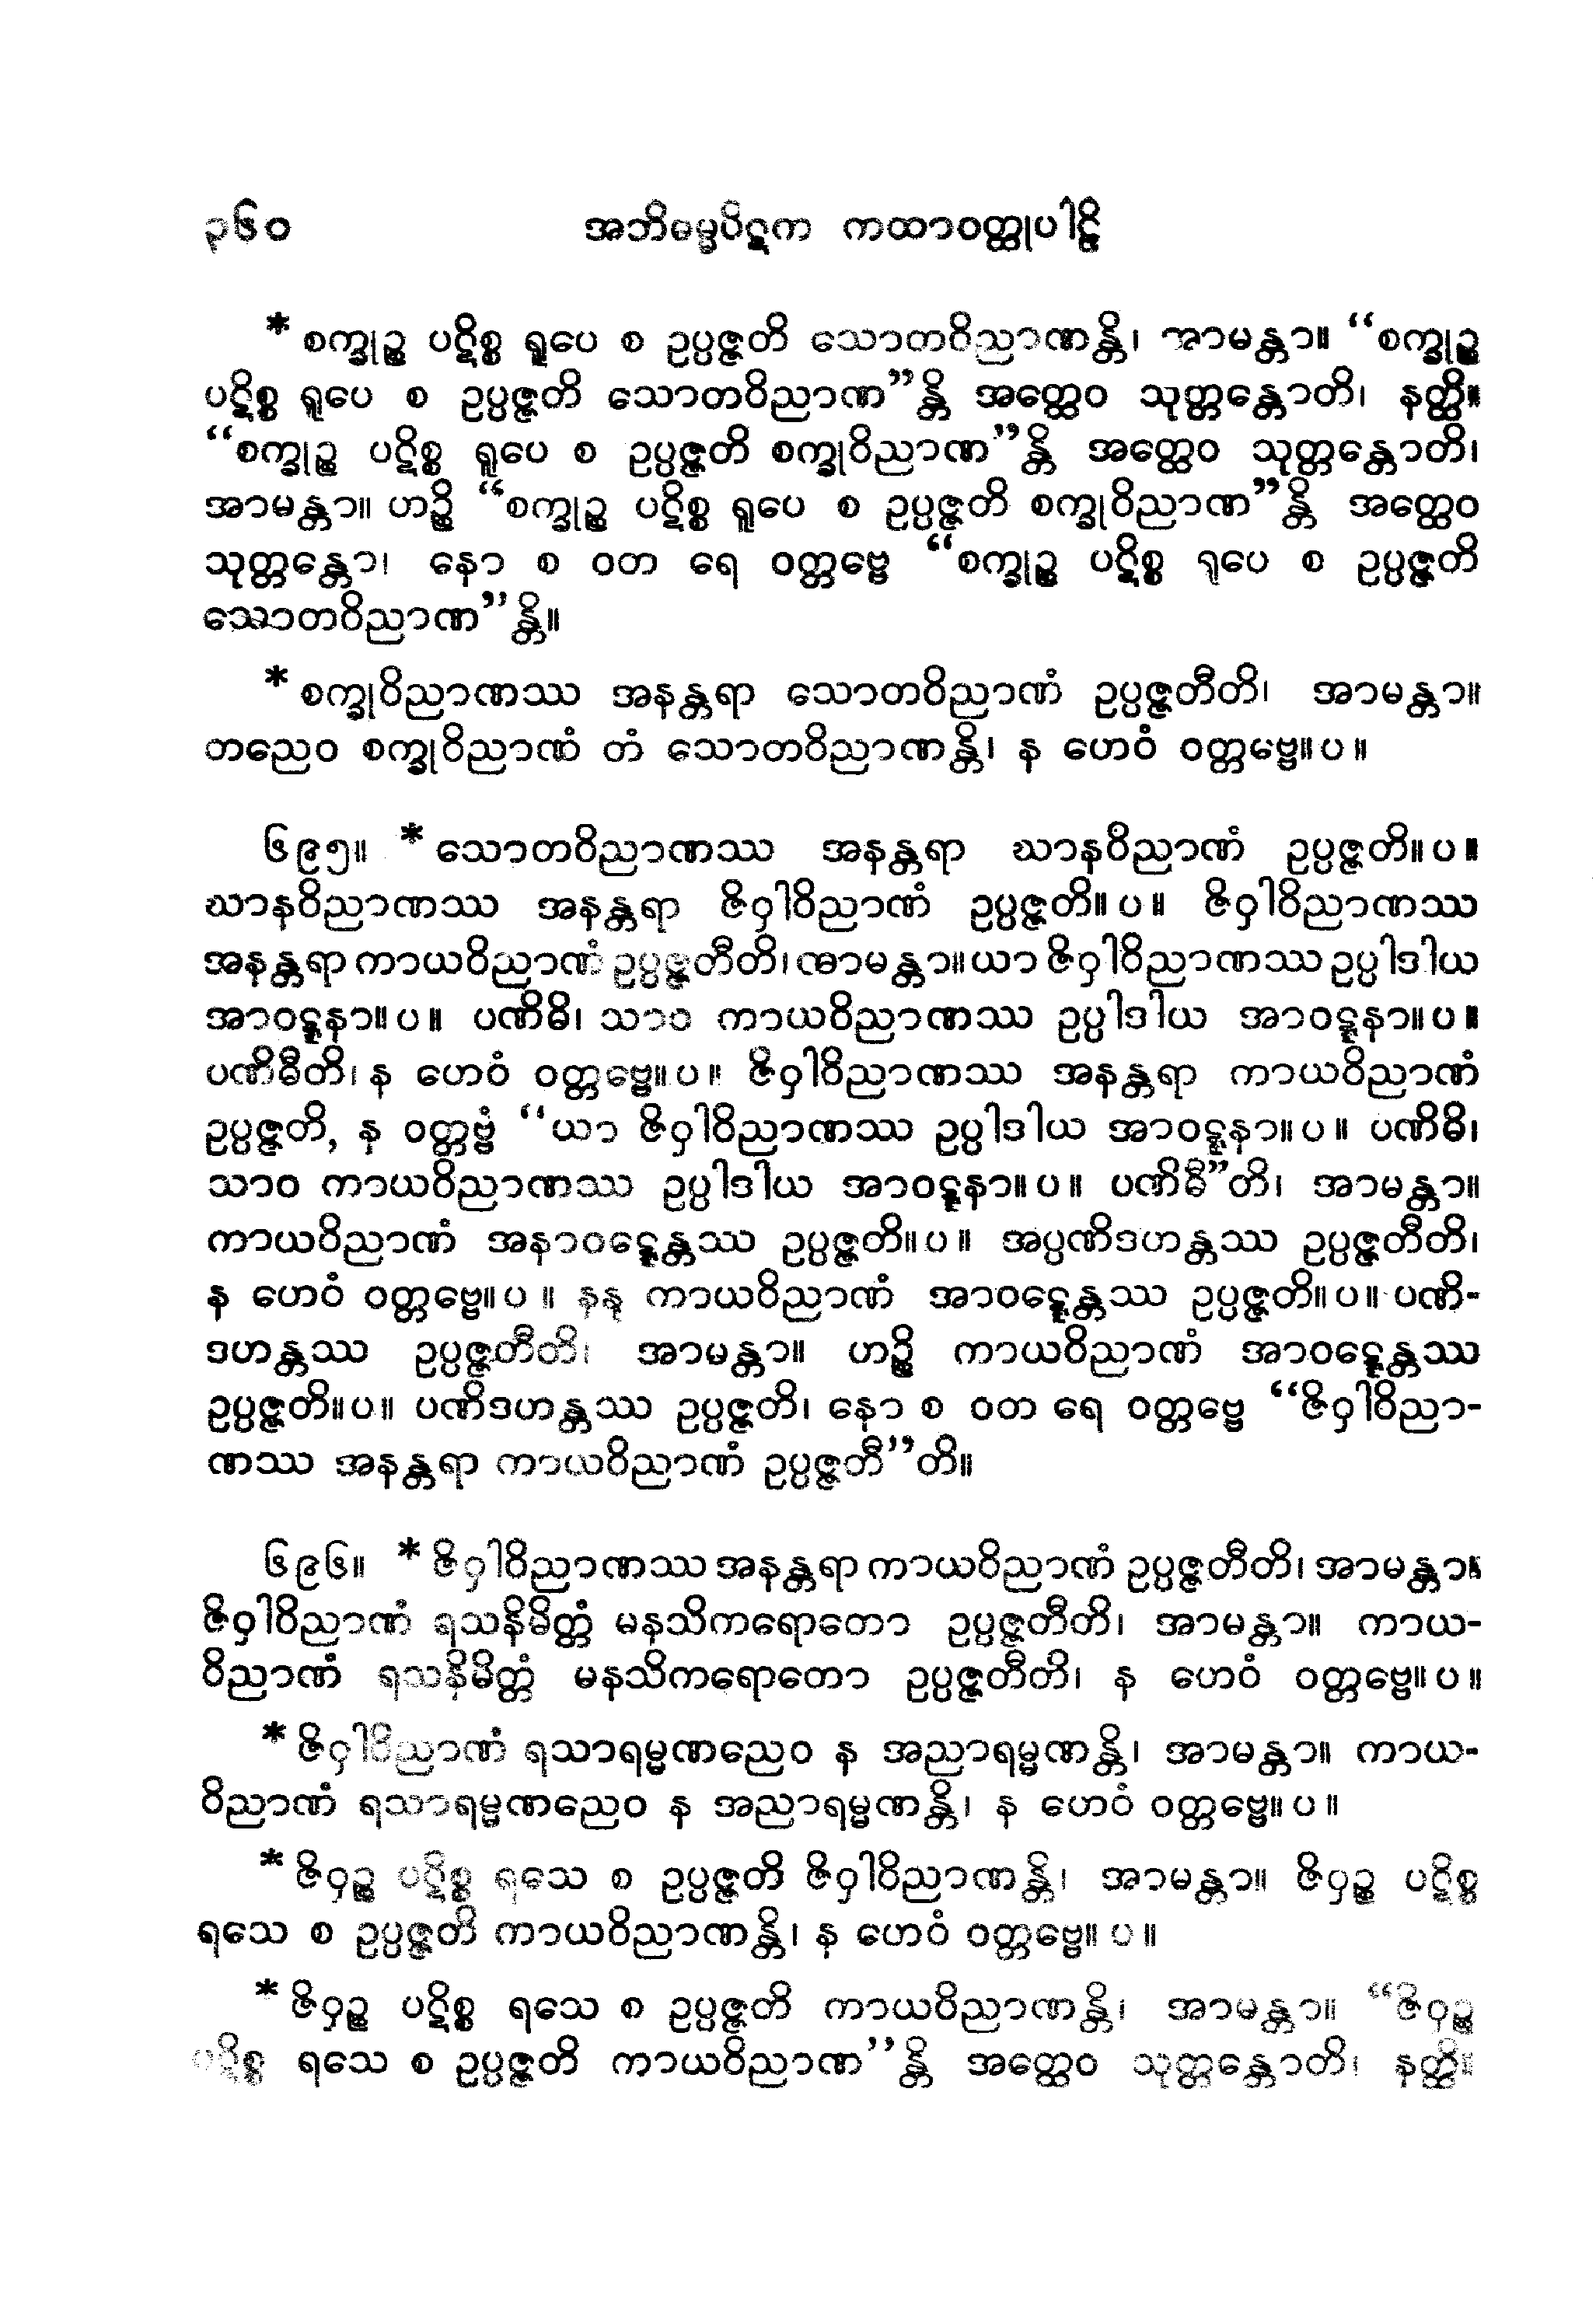 ၃၆၀ အဘိဓမ္မပိဋက ကထာဝတ္ထုပါဠိ
* စက္ခုဉ္စ ပဋိစ္စ ရူပေ စ ဥပ္ပဇ္ဇတိ သောတဝိညာဏန္တိ၊ အာမန္တာ။ “စက္ခုဉ္စ
ပဋိစ္စ ရူပေ စ ဥပ္ပဇ္ဇတိ သောတဝိညာဏ”န္တိ အတ္ထေဝ သုတ္တန္တောတိ၊ နတ္ထိ။
“စက္ခုဉ္စ ပဋိစ္စ ရူပေ စ ဥပ္ပဇ္ဇတိ စက္ခုဝိညာဏ”န္တိ အတ္ထေဝ သုတ္တန္တောတိ၊
အာမန္တာ။ ဟဉ္စိ “စက္ခုဉ္စ ပဋိစ္စ ရူပေ စ ဥပ္ပဇ္ဇတိ စက္ခုဝိညာဏ”န္တိ အတ္ထေဝ
သုတ္တန္တော၊ နော စ ဝတ ရေ ဝတ္တဗ္ဗေ “စက္ခုဉ္စ ပဋိစ္စ ရူပေ စ ဥပ္ပဇ္ဇတိ
သောတဝိညာဏ”န္တိ။
* စက္ခုဝိညာဏဿ အနန္တရာ သောတဝိညာဏံ ဥပ္ပဇ္ဇတီတိ၊ အာမန္တာ။
တညေဝ စက္ခုဝိညာဏံ တံ သောတဝိညာဏန္တိ၊ န ဟေဝံ ဝတ္တဗ္ဗေ။ပ။
၆၉၅။ * သောတဝိညာဏဿ အနန္တရာ ဃာနဝိညာဏံ ဥပ္ပဇ္ဇတိ။ပ။
ဃာနဝိညာဏဿ အနန္တရာ ဇိဝှါဝိညာဏံ ဥပ္ပဇ္ဇတိ။ပ။ ဇိဝှါဝိညာဏဿ
အနန္တရာ ကာယဝိညာဏံ ဥပ္ပဇ္ဇတီတိ၊ အာမန္တာ။ ယာ ဇိဝှါဝိညာဏဿ ဥပ္ပါဒါယ
အာဝဋ္ဋနာ။ပ။ ပဏိဓိ၊ သာဝ ကာယဝိညာဏဿ ဥပ္ပါဒါယ အာဝဋ္ဋနာ။ပ။
ပဏိဓီတိ၊ န ဟေဝံ ဝတ္တဗ္ဗေ။ပ။ ဇိဝှါဝိညာဏဿ အနန္တရာ ကာယဝိညာဏံ
ဥပ္ပဇ္ဇတိ, န ဝတ္တဗ္ဗံ “ယာ ဇိဝှါဝိညာဏဿ ဥပ္ပါဒါယ အာဝဋ္ဋနာ။ပ။ ပဏိဓိ၊
သာဝ ကာယဝိညာဏဿ ဥပ္ပါဒါယ အာဝဋ္ဋနာ။ပ။ ပဏိဓီ”တိ၊ အာမန္တာ။
ကာယဝိညာဏံ အနာဝဋ္ဋေန္တဿ ဥပ္ပဇ္ဇတိ။ပ။ အပ္ပဏိဒဟန္တဿ ဥပ္ပဇ္ဇတီတိ၊
န ဟေဝံ ဝတ္တဗ္ဗေ။ပ။ နနု ကာယဝိညာဏံ အာဝဋ္ဋေန္တဿ ဥပ္ပဇ္ဇတိ။ပ။ ပဏိ-
ဒဟန္တဿ ဥပ္ပဇ္ဇတီတိ၊ အာမန္တာ။ ဟဉ္စိ ကာယဝိညာဏံ အာဝဋ္ဋေန္တဿ
ဥပ္ပဇ္ဇတိ။ပ။ ပဏိဒဟန္တဿ ဥပ္ပဇ္ဇတိ၊ နော စ ဝတ ရေ ဝတ္တဗ္ဗေ “ဇိဝှါဝိညာ-
ဏဿ အနန္တရာ ကာယဝိညာဏံ ဥပ္ပဇ္ဇတီ”တိ။
၆၉၆။ * ဇိဝှါဝိညာဏဿ အနန္တရာ ကာယဝိညာဏံ ဥပ္ပဇ္ဇတီတိ၊ အာမန္တာ။
ဇိဝှါဝိညာဏံ ရသနိမိတ္တံ မနသိကရောတော ဥပ္ပဇ္ဇတီတိ၊ အာမန္တာ။ ကာယ-
ဝိညာဏံ ရသနိမိတ္တံ မနသိကရောတော ဥပ္ပဇ္ဇတီတိ၊ န ဟေဝံ ဝတ္တဗ္ဗေ။ပ။
* ဇိဝှါဝိညာဏံ ရသာရမ္မဏညေဝ န အညာရမ္မဏန္တိ၊ အာမန္တာ။ ကာယ-
ဝိညာဏံ ရသာရမ္မဏညေဝ န အညာရမ္မဏန္တိ၊ န ဟေဝံ ဝတ္တဗ္ဗေ။ပ။
* ဇိဝှဉ္စ ပဋိစ္စ ရသေ စ ဥပ္ပဇ္ဇတိ ဇိဝှါဝိညာဏန္တိ၊ အာမန္တာ။ ဇိဝှဉ္စ ပဋိစ္စ
ရသေ စ ဥပ္ပဇ္ဇတိ ကာယဝိညာဏန္တိ၊ န ဟေဝံ ဝတ္တဗ္ဗေ။ပ။
* ဇိဝှဉ္စ ပဋိစ္စ ရသေ စ ဥပ္ပဇ္ဇတိ ကာယဝိညာဏန္တိ၊ အာမန္တာ။ “ဇိဝှဉ္စ
ပဋိစ္စ ရသေ စ ဥပ္ပဇ္ဇတိ ကာယဝိညာဏ”န္တိ အတ္ထေဝ သုတ္တန္တောတိ၊ နတ္ထိ။